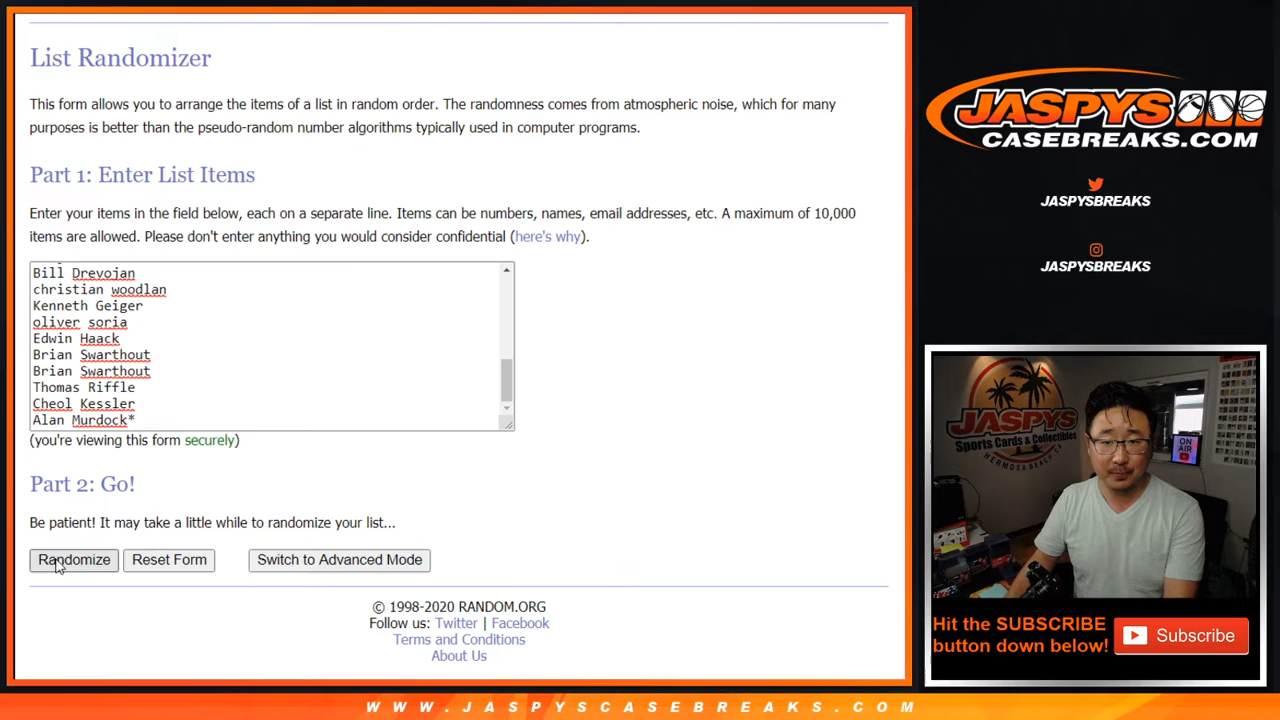 List Randomizer
This form allows you to arrange the items of a list in random order. The randomness comes from atmospheric noise, which for many
purposes is better than the pseudo-random number algorithms typically used in computer programs.
Part 1: Enter List Items
Enter your items in the field below, each on a separate line. Items can be numbers, names, email addresses, etc. A maximum of 10,000
items are allowed. Please don't enter anything you would consider confidential (here's why).
Bill Drevojan
christian woodlan
Kenneth Geiger
oliver soria
Edwin Haack
Brian Swarthout
Brian Swarthout
Thomas Riffle
Cheol Kessler
Alan Murdock*
(you're viewing this form securely)
Part 2: Go!
Be patient! It may take a little while to randomize your list...
Randomize
Reset Form
Switch to Advanced Mode
© 1998-2020 RANDOM.ORG
Follow us: Twitter | Facebook
Terms and Conditions
About Us
JASPYS
CASEBREAKS.COM
JASPYSBREAKS
JASPYSBREAKS
JASPYS
Sports Cards & Collectibles
HERMOSA BEACH CA
ON AIR
Hit the SUBSCRIBE
button down below!
Subscribe
WWW.JASPYSCASEBREAKS.COM